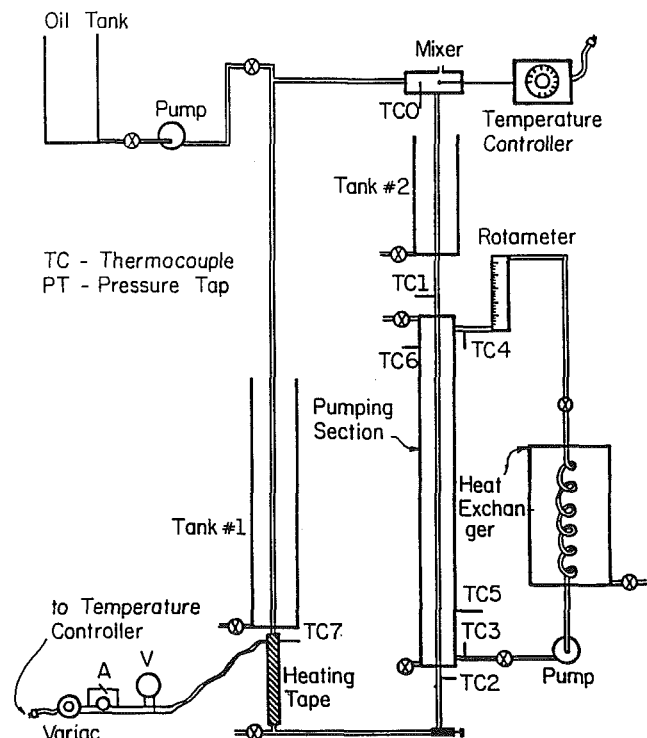 Oil Tank
Mixer
Pump
TC0
Temperature
Controller
Tank #2
Rotameter
TC - Thermocouple
PT - Pressure Tap
TC1
TC4
TC6
Pumping
Section
Heat
Exchan-
ger
Tank #1
TC5
to Temperature
Controller
TC7
TC3
A
V
Heating
Tape
TC2
Pump
Variac